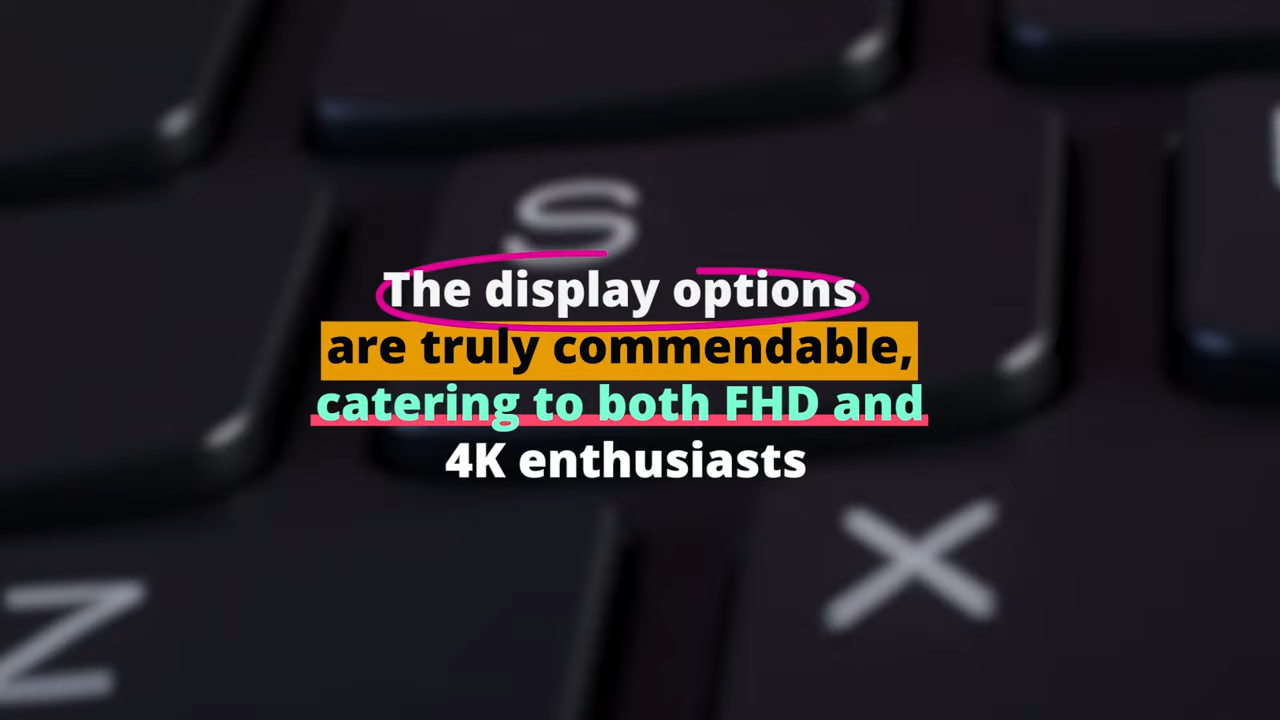 S
The display options
are truly commendable,
catering to both FHD and
4K enthusiasts
X
Z